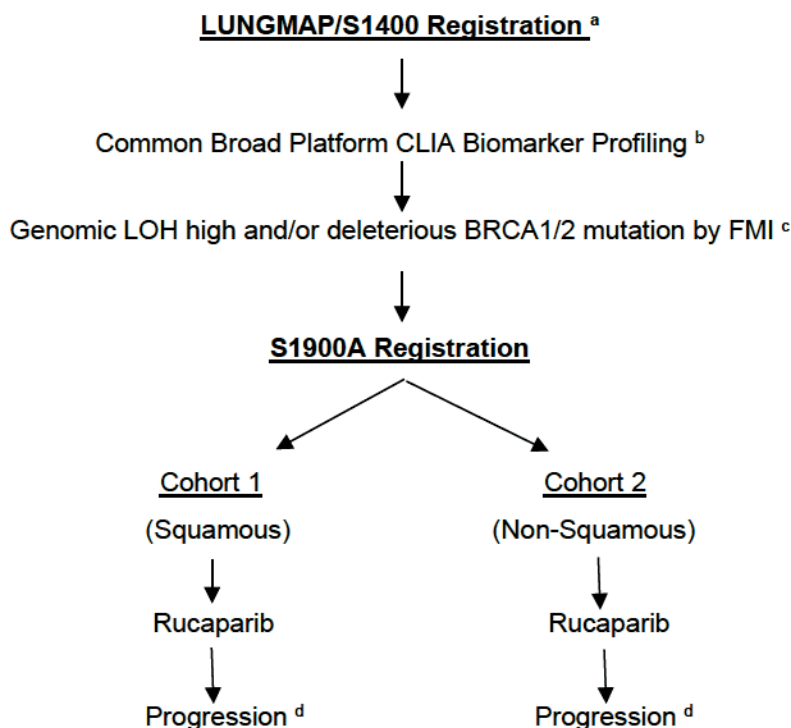 LUNGMAP/S1400 Registration a
Common Broad Platform CLIA Biomarker Profiling b
Genomic LOH high and/or deleterious BRCA1/2 mutation by FMI c
S1900A Registration
Cohort 1
(Squamous)
Rucaparib
Progression d
Cohort 2
(Non-Squamous)
Rucaparib
Progression d